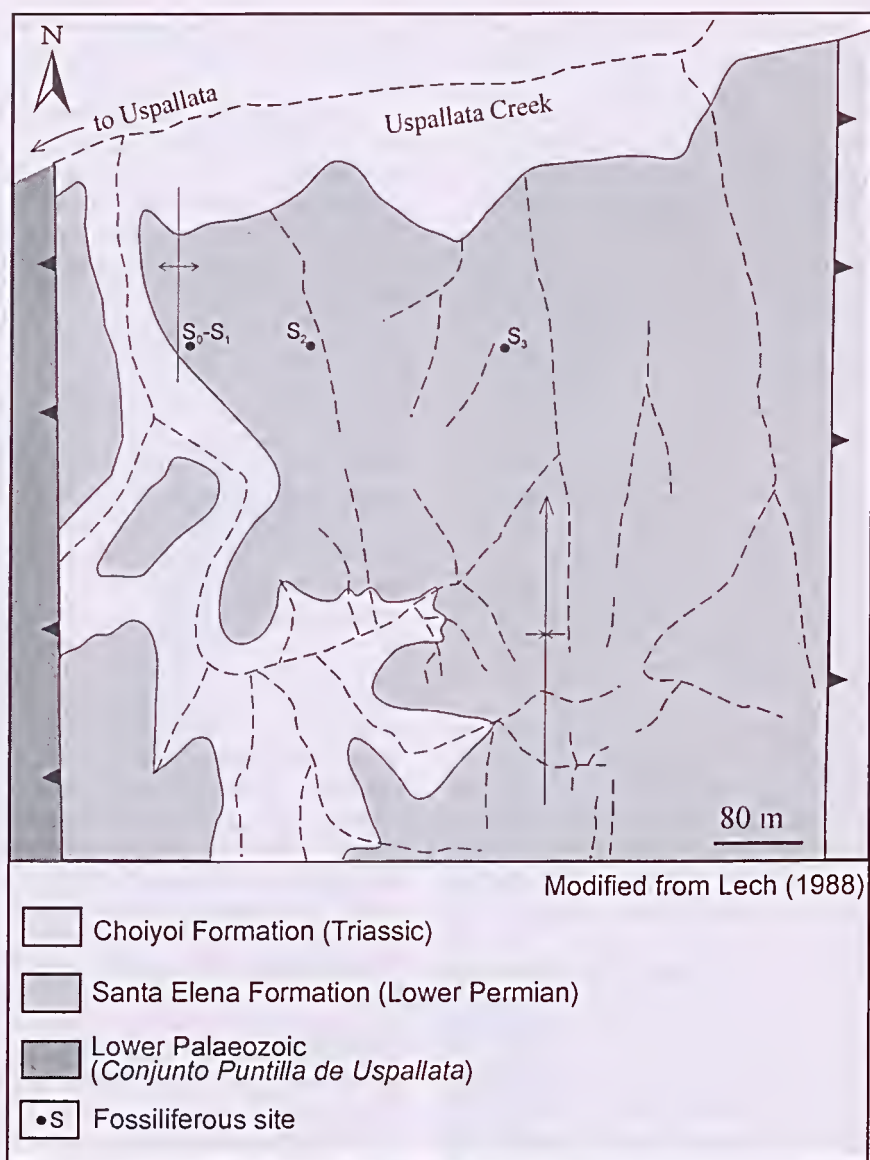 N
to Uspallata
Uspallata Creek
S₀-S₁
S₂
S₃
80 m
Modified from Lech (1988)
Choiyoi Formation (Triassic)
Santa Elena Formation (Lower Permian)
Lower Palaeozoic
(Conjunto Puntilla de Uspallata)
•S Fossiliferous site